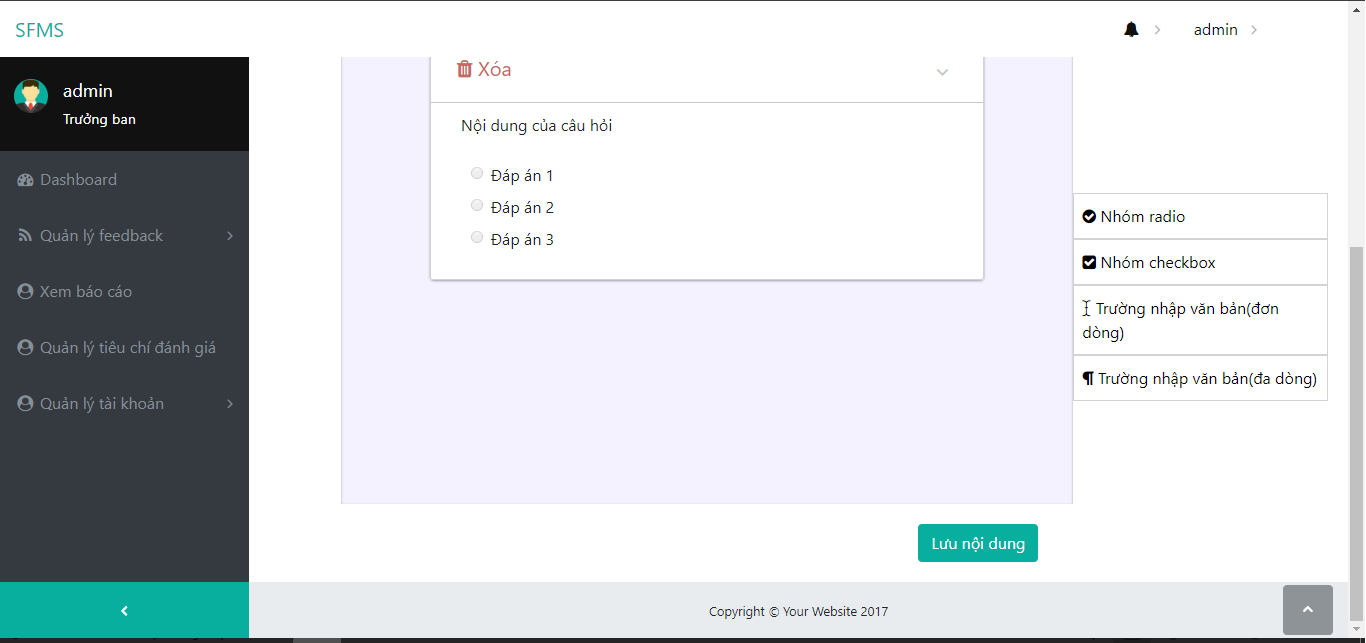 SFMS
admin
admin
Trưởng ban
Dashboard
Quản lý feedback
Xem báo cáo
Quản lý tiêu chí đánh giá
Quản lý tài khoản
Xóa
Nội dung của câu hỏi
Đáp án 1
Đáp án 2
Đáp án 3
Nhóm radio
Nhóm checkbox
Trường nhập văn bản(đơn
dòng)
Trường nhập văn bản(đa dòng)
Lưu nội dung
Copyright © Your Website 2017